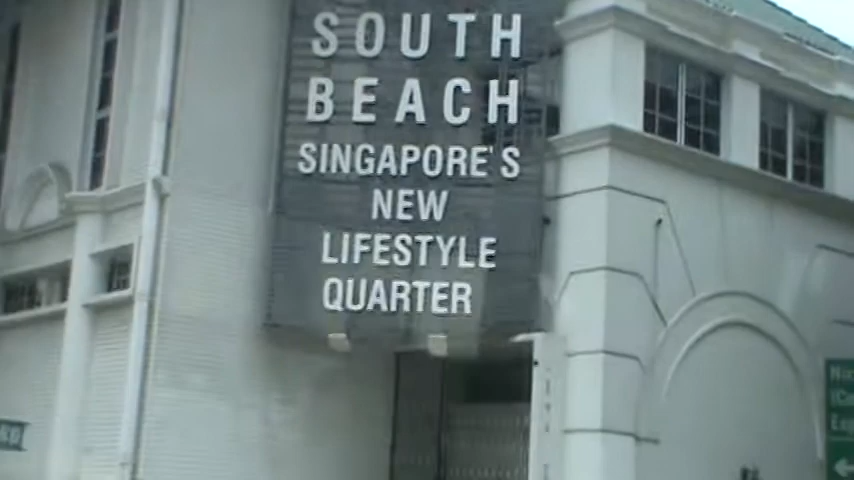 SOUTH
BEACH
SINGAPORE'S
NEW
LIFESTYLE
QUARTER